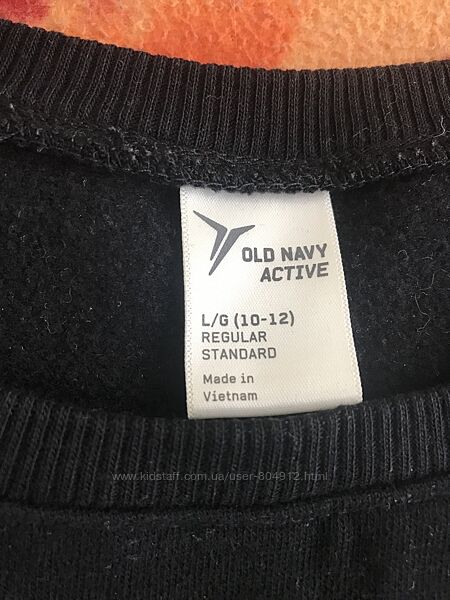 OLD NAVY
ACTIVE
L/G (10-12)
REGULAR
STANDARD
Made in
Vietnam
www.kidstaff.com.ua/user-804912.html